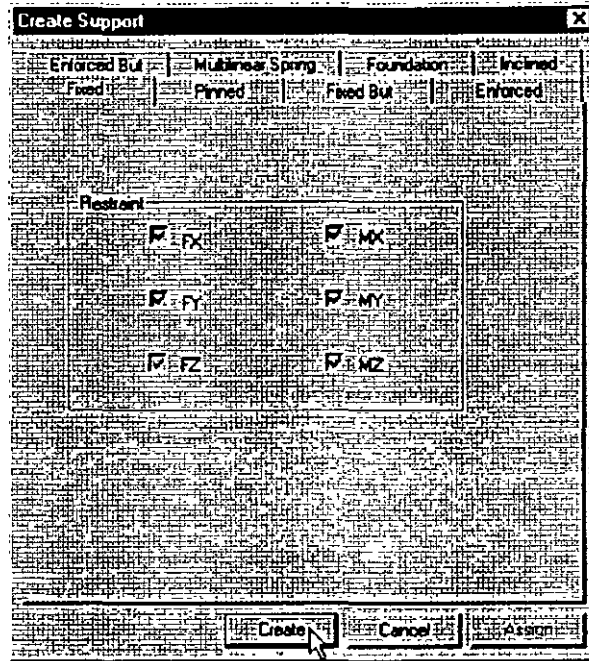 Create Support
Enforced But Multilinear Spring Foundation Inclined
Fixed Pinned Fixed But Enforced
Restraint
FX MX
FY MY
FZ MZ
Create Cancel Assign